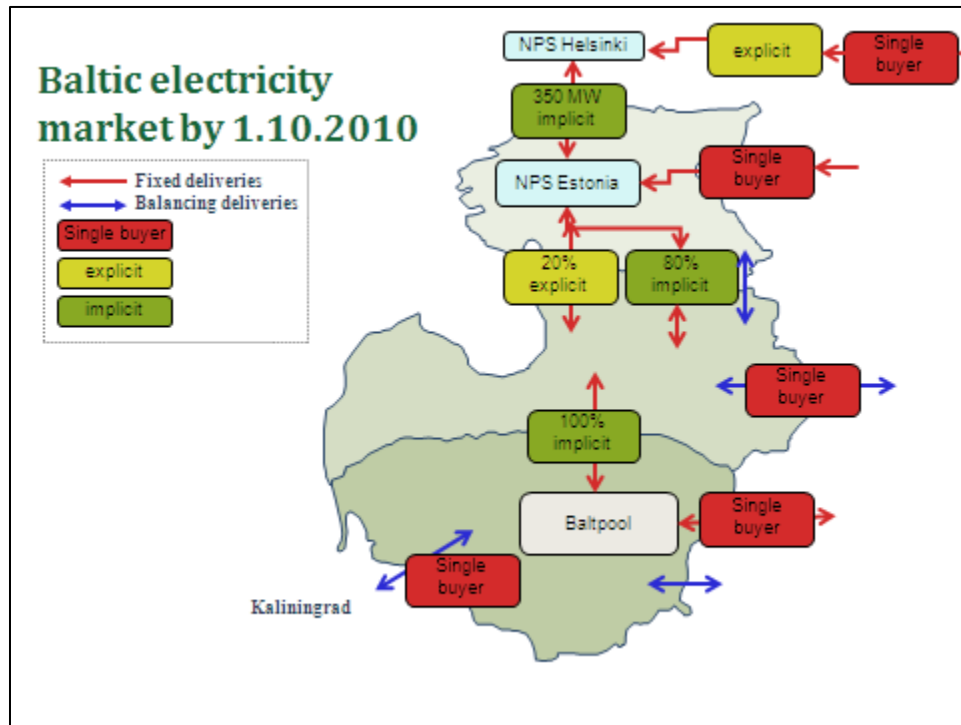 Baltic electricity
market by 1.10.2010
Fixed deliveries
Balancing deliveries
Single buyer
explicit
implicit
NPS Helsinki
explicit
Single
buyer
350 MW
implicit
NPS Estonia
Single
buyer
20%
explicit
80%
implicit
Single
buyer
100%
implicit
Baltpool
Single
buyer
Single
buyer
Kaliningrad